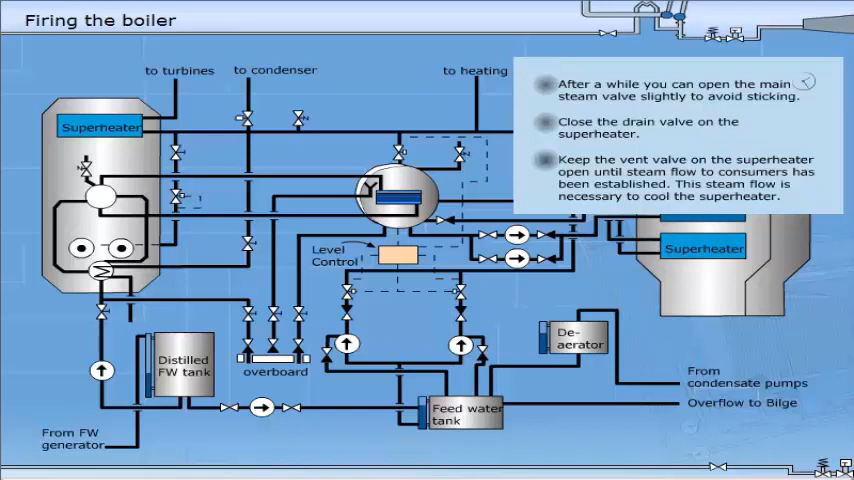 Firing the boiler
to turbines
to condenser
to heating
After a while you can open the main
steam valve slightly to avoid sticking.
Close the drain valve on the
superheater.
Keep the vent valve on the superheater
open until steam flow to consumers has
been established. This steam flow is
necessary to cool the superheater.
Superheater
Superheater
Level
Control
Distilled
FW tank
overboard
De-
aerator
From
condensate pumps
Overflow to Bilge
Feed water
tank
From FW
generator